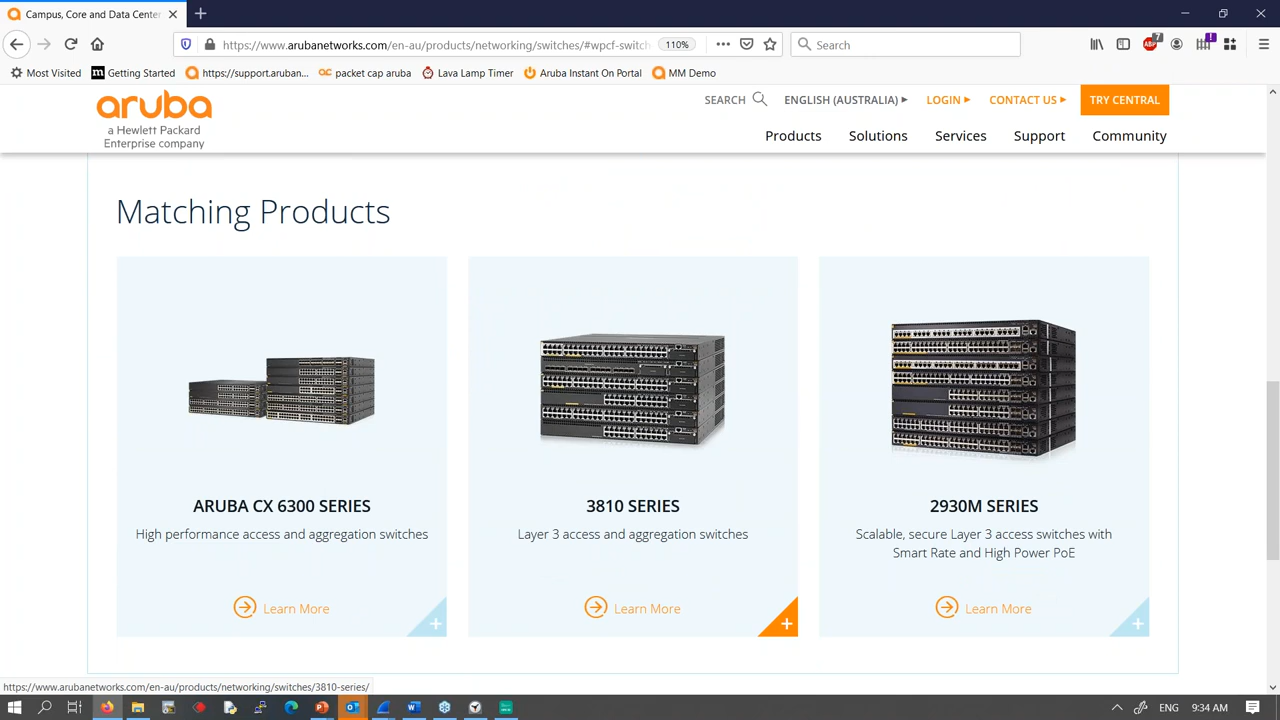 Campus, Core and Data Center
https://www.arubanetworks.com/en-au/products/networking/switches/#wpcf-switch
110%
Search
7
1
Most Visited
Getting Started
https://support.aruban...
packet cap aruba
Lava Lamp Timer
Aruba Instant On Portal
MM Demo
aruba
a Hewlett Packard
Enterprise company
SEARCH
ENGLISH (AUSTRALIA)
LOGIN
CONTACT US
TRY CENTRAL
Products
Solutions
Services
Support
Community
Matching Products
ARUBA CX 6300 SERIES
High performance access and aggregation switches
Learn More
3810 SERIES
Layer 3 access and aggregation switches
Learn More
2930M SERIES
Scalable, secure Layer 3 access switches with
Smart Rate and High Power PoE
Learn More
https://www.arubanetworks.com/en-au/products/networking/switches/3810-series/
ENG
9:34 AM